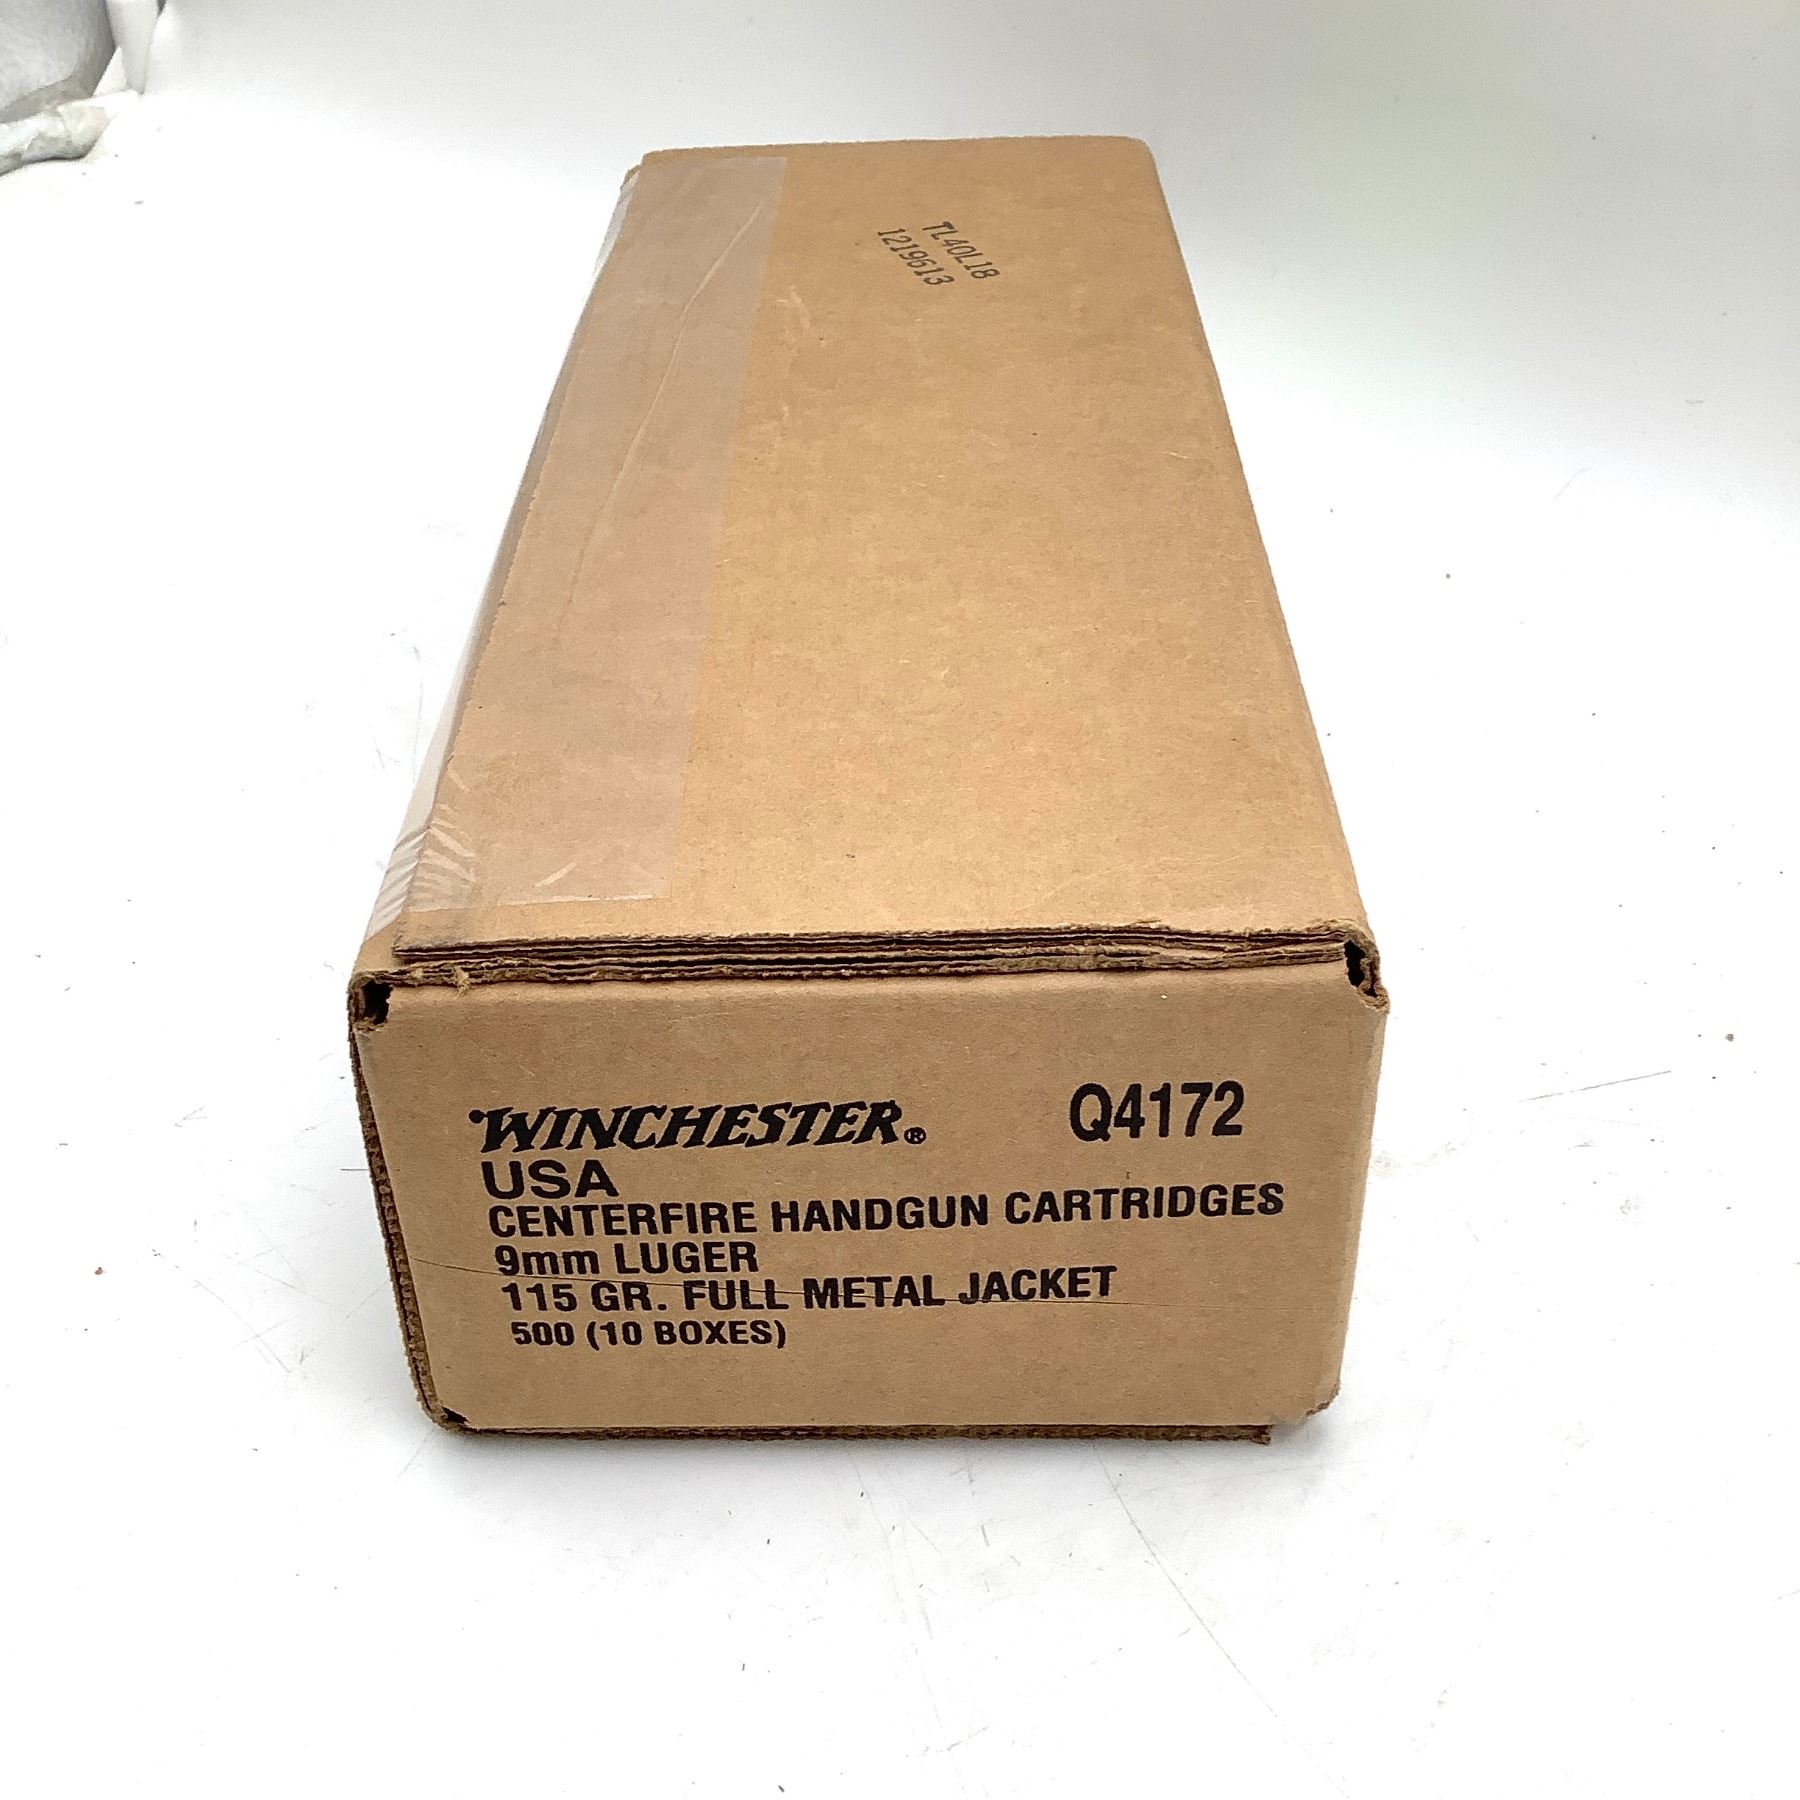 TL40L18
1219613
WINCHESTER® Q4172
USA
CENTERFIRE HANDGUN CARTRIDGES
9mm LUGER
115 GR. FULL METAL JACKET
500 (10 BOXES)